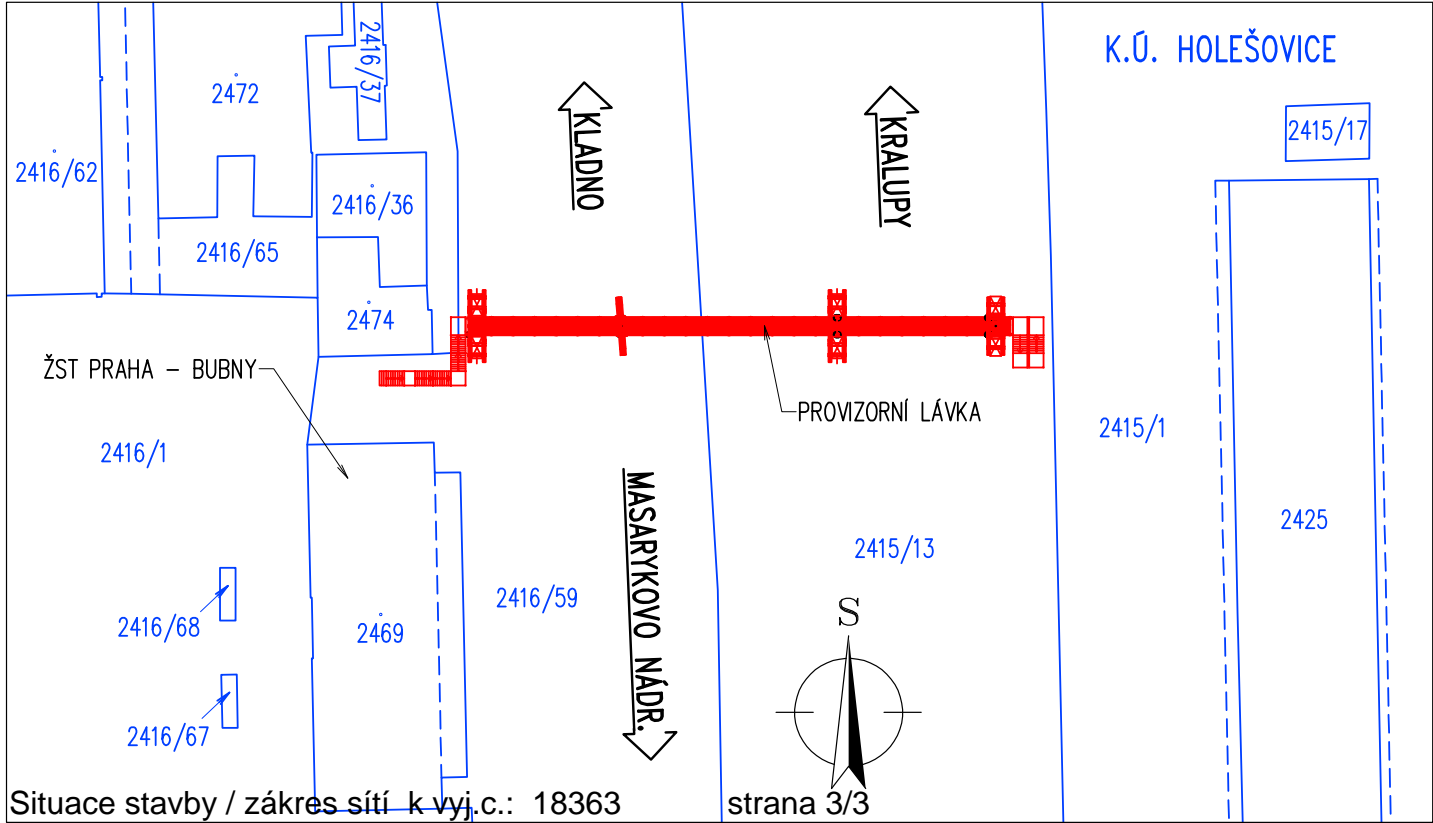 K.Ú. HOLEŠOVICE
2416/37
2472
2415/17
KLADNO
KRALUPY
2416/62
2416/36
2416/65
2474
ŽST PRAHA – BUBNY
PROVIZORNÍ LÁVKA
2416/1
2415/1
MASARYKOVO NÁDR.
2425
2415/13
2416/59
S
2416/68
2469
2416/67
Situace stavby / zákres sítí k vyj.c.: 18363 strana 3/3